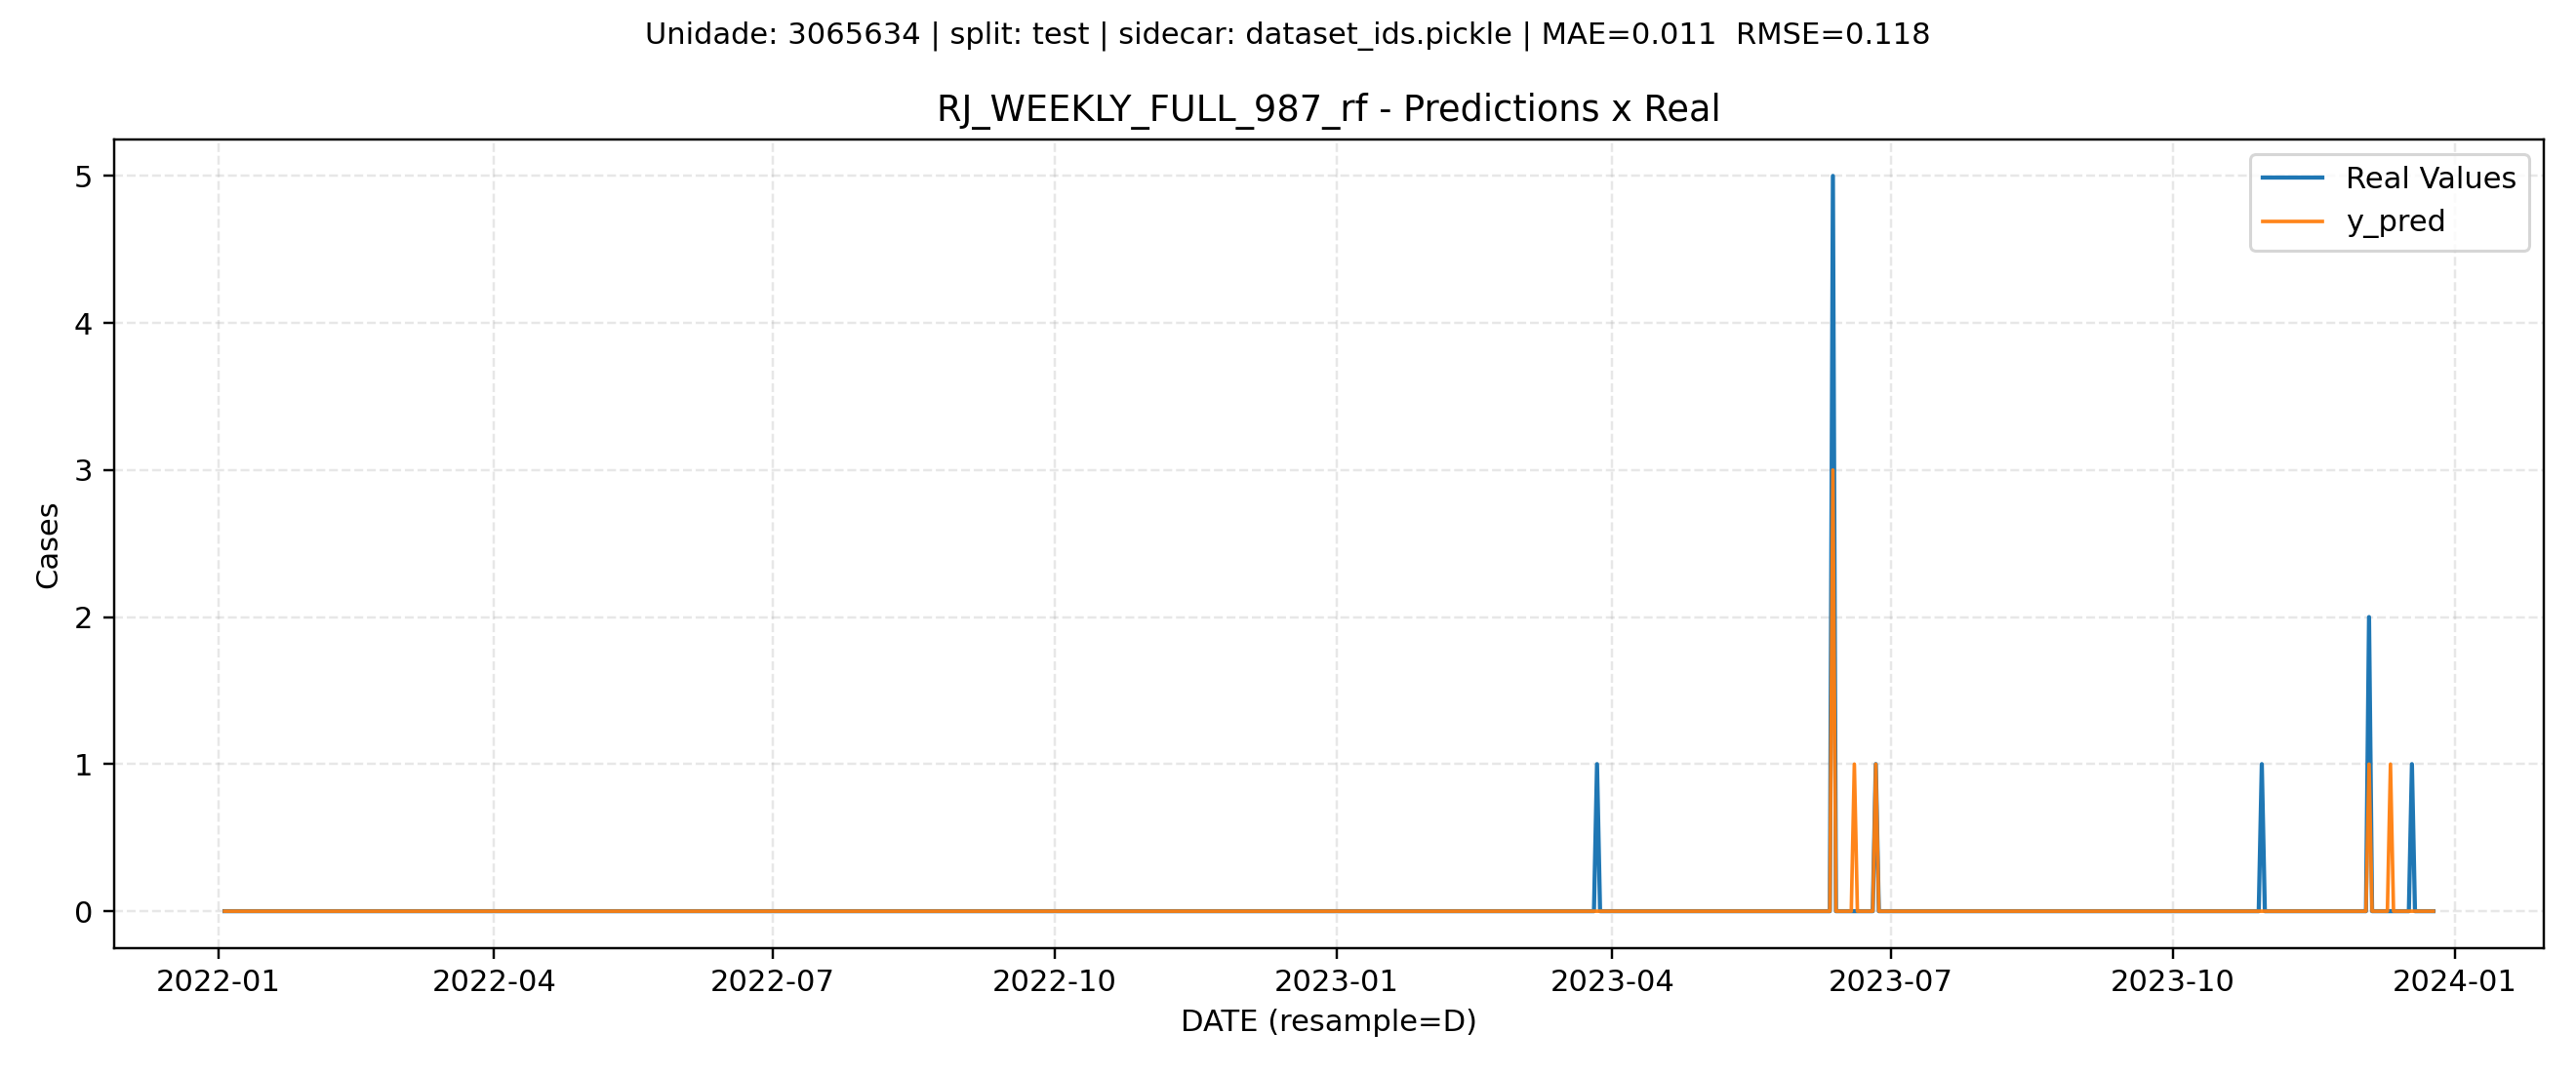 Unidade: 3065634 | split: test | sidecar: dataset_ids.pickle | MAE=0.011  RMSE=0.118
RJ_WEEKLY_FULL_987_rf - Predictions x Real
Real Values
y_pred
5
4
3
2
1
0
Cases
2022-01
2022-04
2022-07
2022-10
2023-01
2023-04
2023-07
2023-10
2024-01
DATE (resample=D)